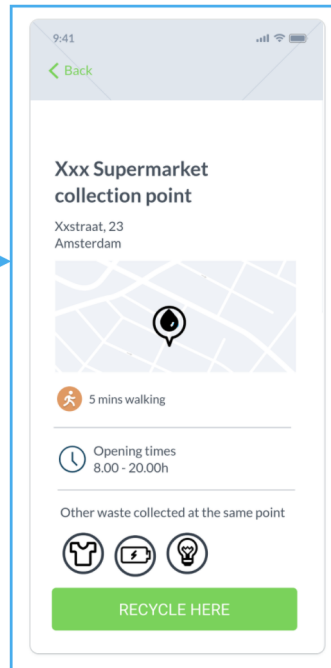 9:41
Back
Xxx Supermarket
collection point
Xxstraat, 23
Amsterdam
5 mins walking
Opening times
8.00 - 20.00h
Other waste collected at the same point
RECYCLE HERE